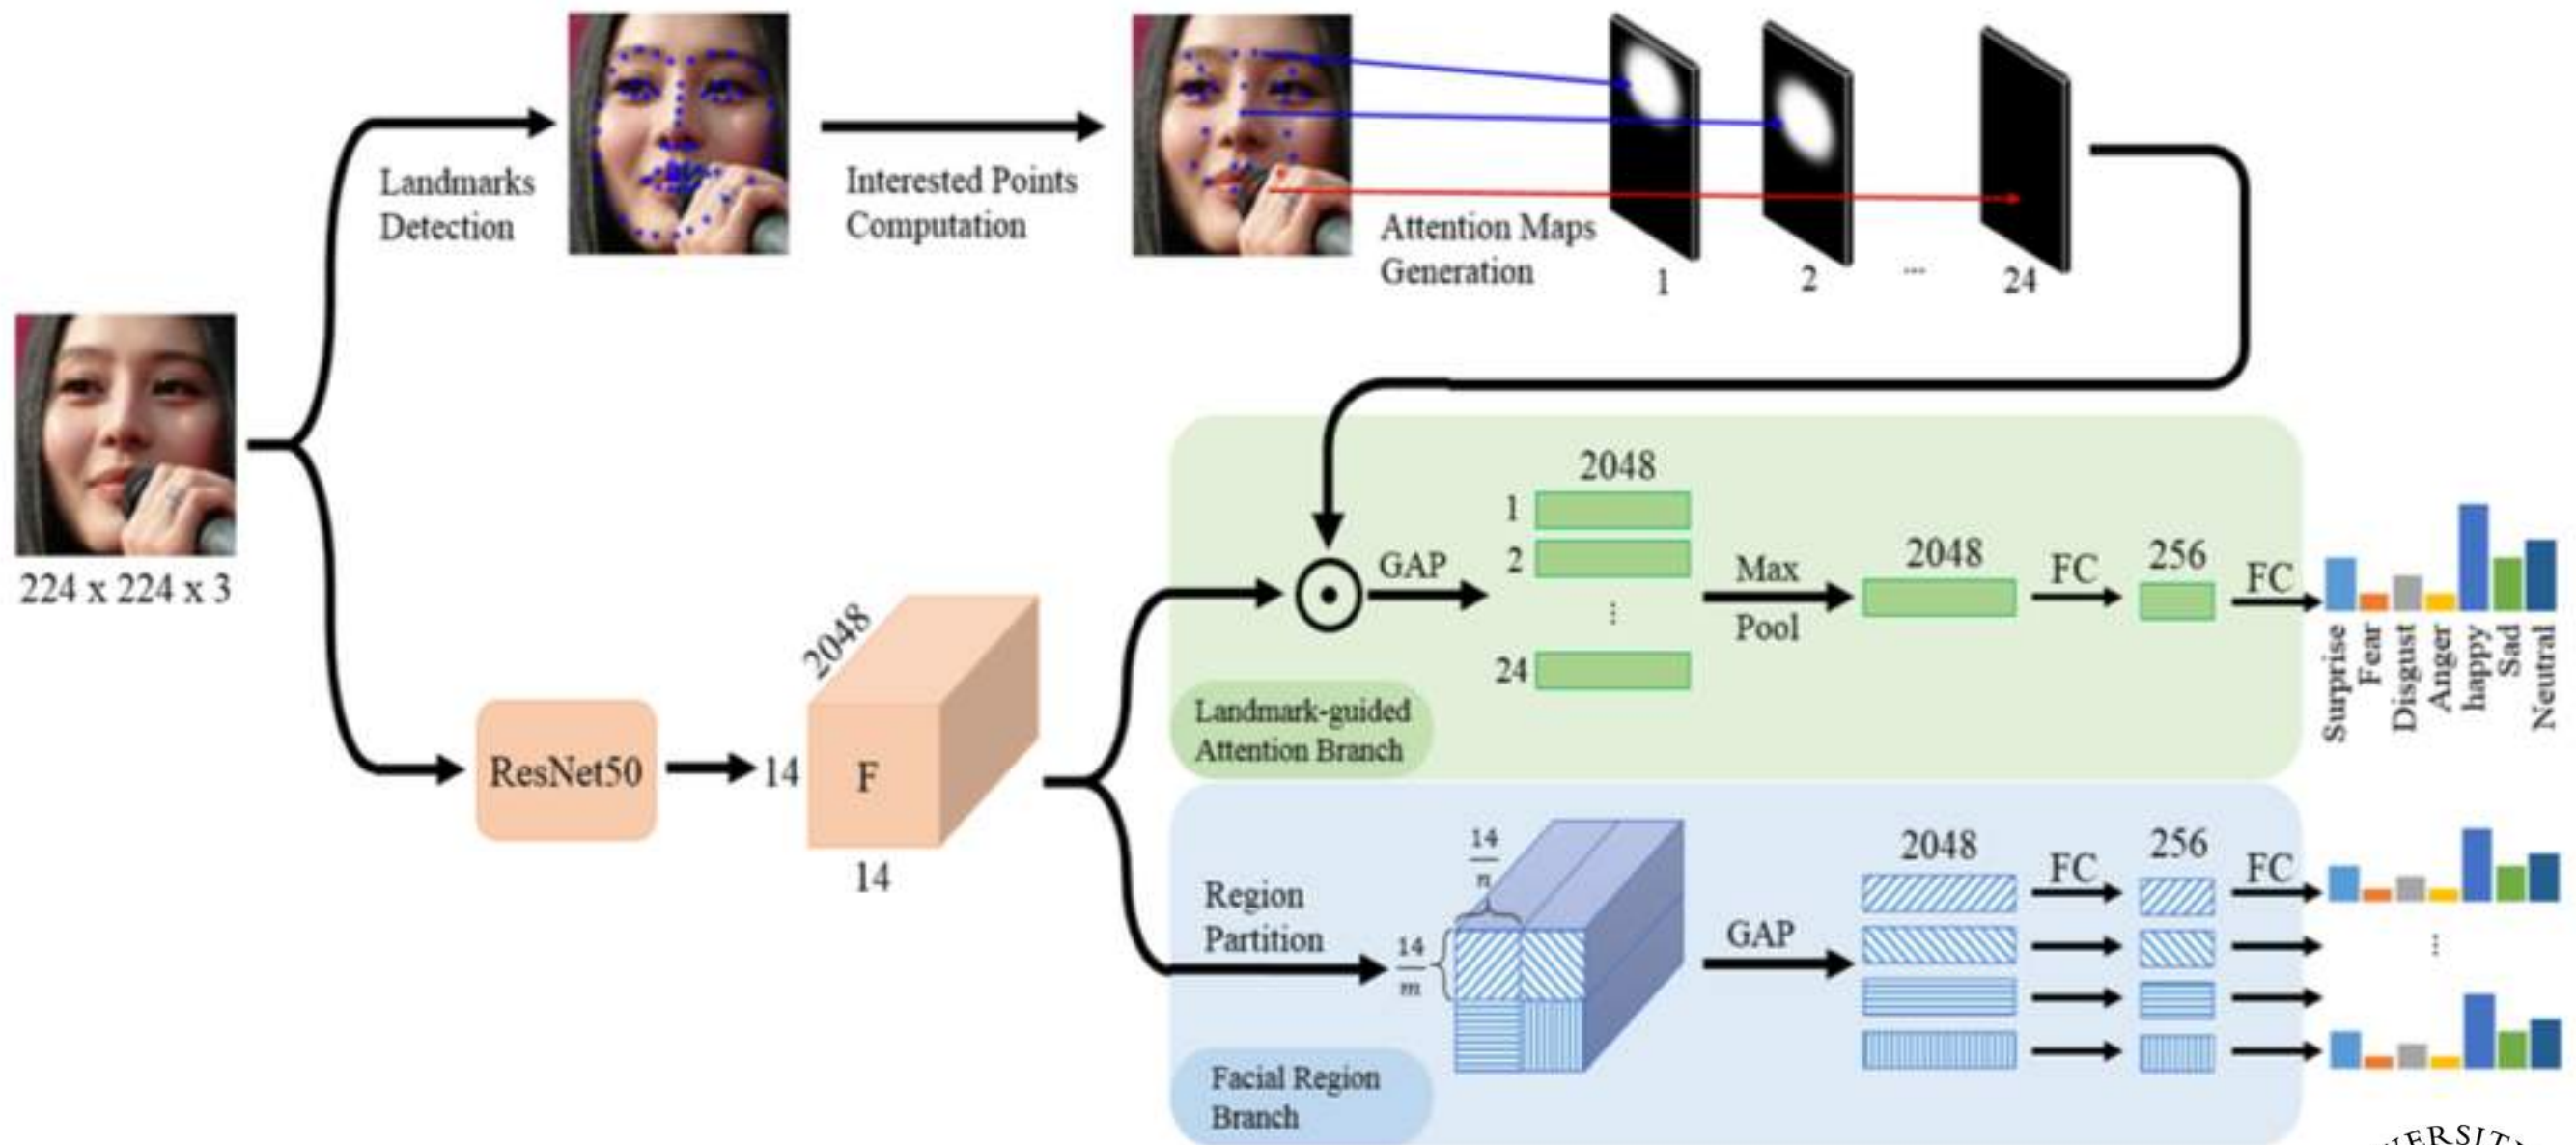 Landmarks
Detection
Interested Points
Computation
Attention Maps
Generation
1
2
...
24
224 x 224 x 3
ResNet50
14
2048
F
14
GAP
2048
1
2
⋮
24
Max
Pool
2048
FC
256
FC
Surprise
Fear
Disgust
Anger
happy
Sad
Neutral
Landmark-guided
Attention Branch
Region
Partition
14
n
14
m
GAP
2048
FC
256
FC
⋮
Facial Region
Branch